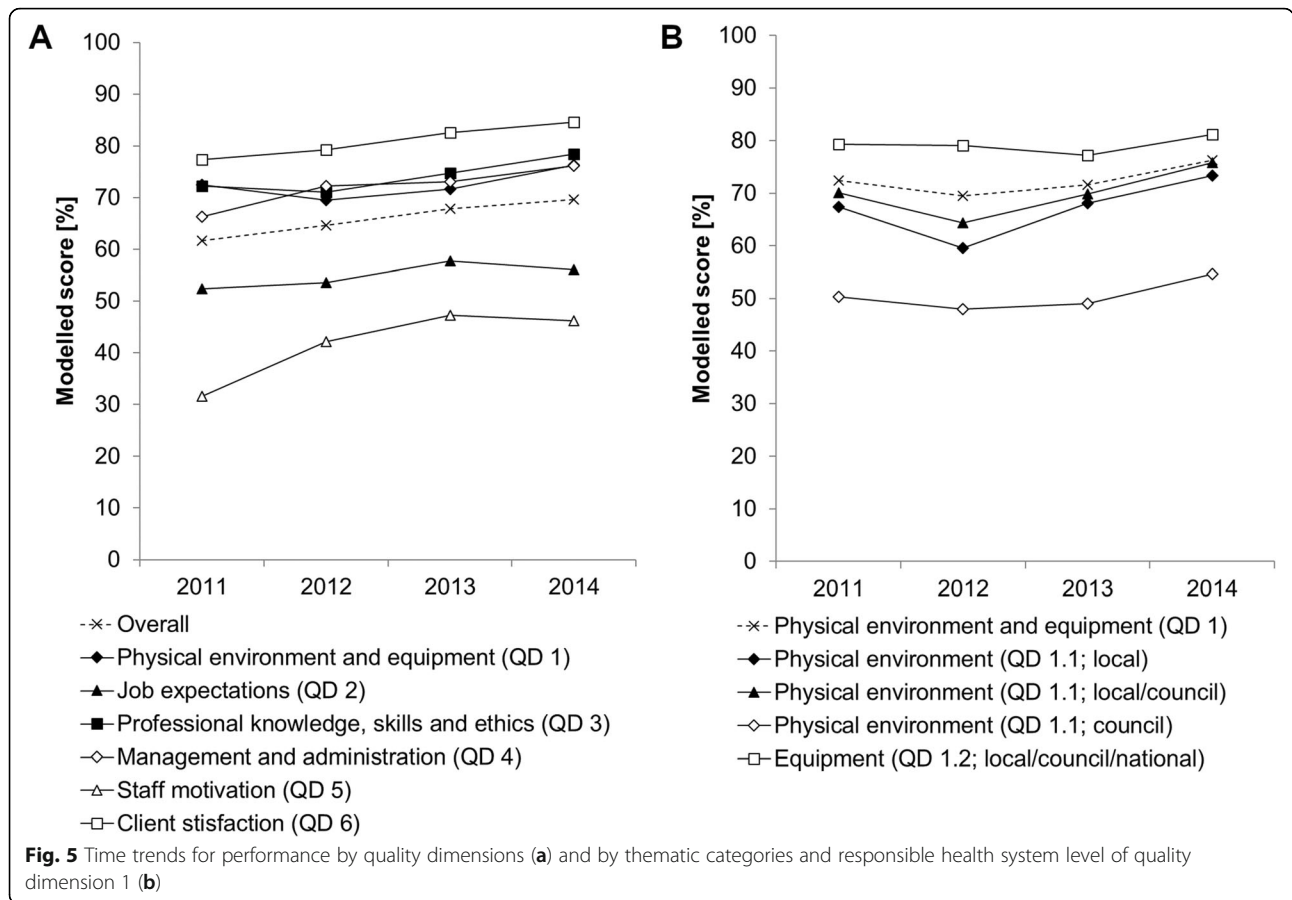 A
100
90
80
70
60
50
40
30
20
10
0
Modelled score [%]
2011 2012 2013 2014
Overall
Physical environment and equipment (QD 1)
Job expectations (QD 2)
Professional knowledge, skills and ethics (QD 3)
Management and administration (QD 4)
Staff motivation (QD 5)
Client stisfaction (QD 6)
B
100
90
80
70
60
50
40
30
20
10
0
Modelled score [%]
2011 2012 2013 2014
Physical environment and equipment (QD 1)
Physical environment (QD 1.1; local)
Physical environment (QD 1.1; local/council)
Physical environment (QD 1.1; council)
Equipment (QD 1.2; local/council/national)
Fig. 5 Time trends for performance by quality dimensions (a) and by thematic categories and responsible health system level of quality
dimension 1 (b)